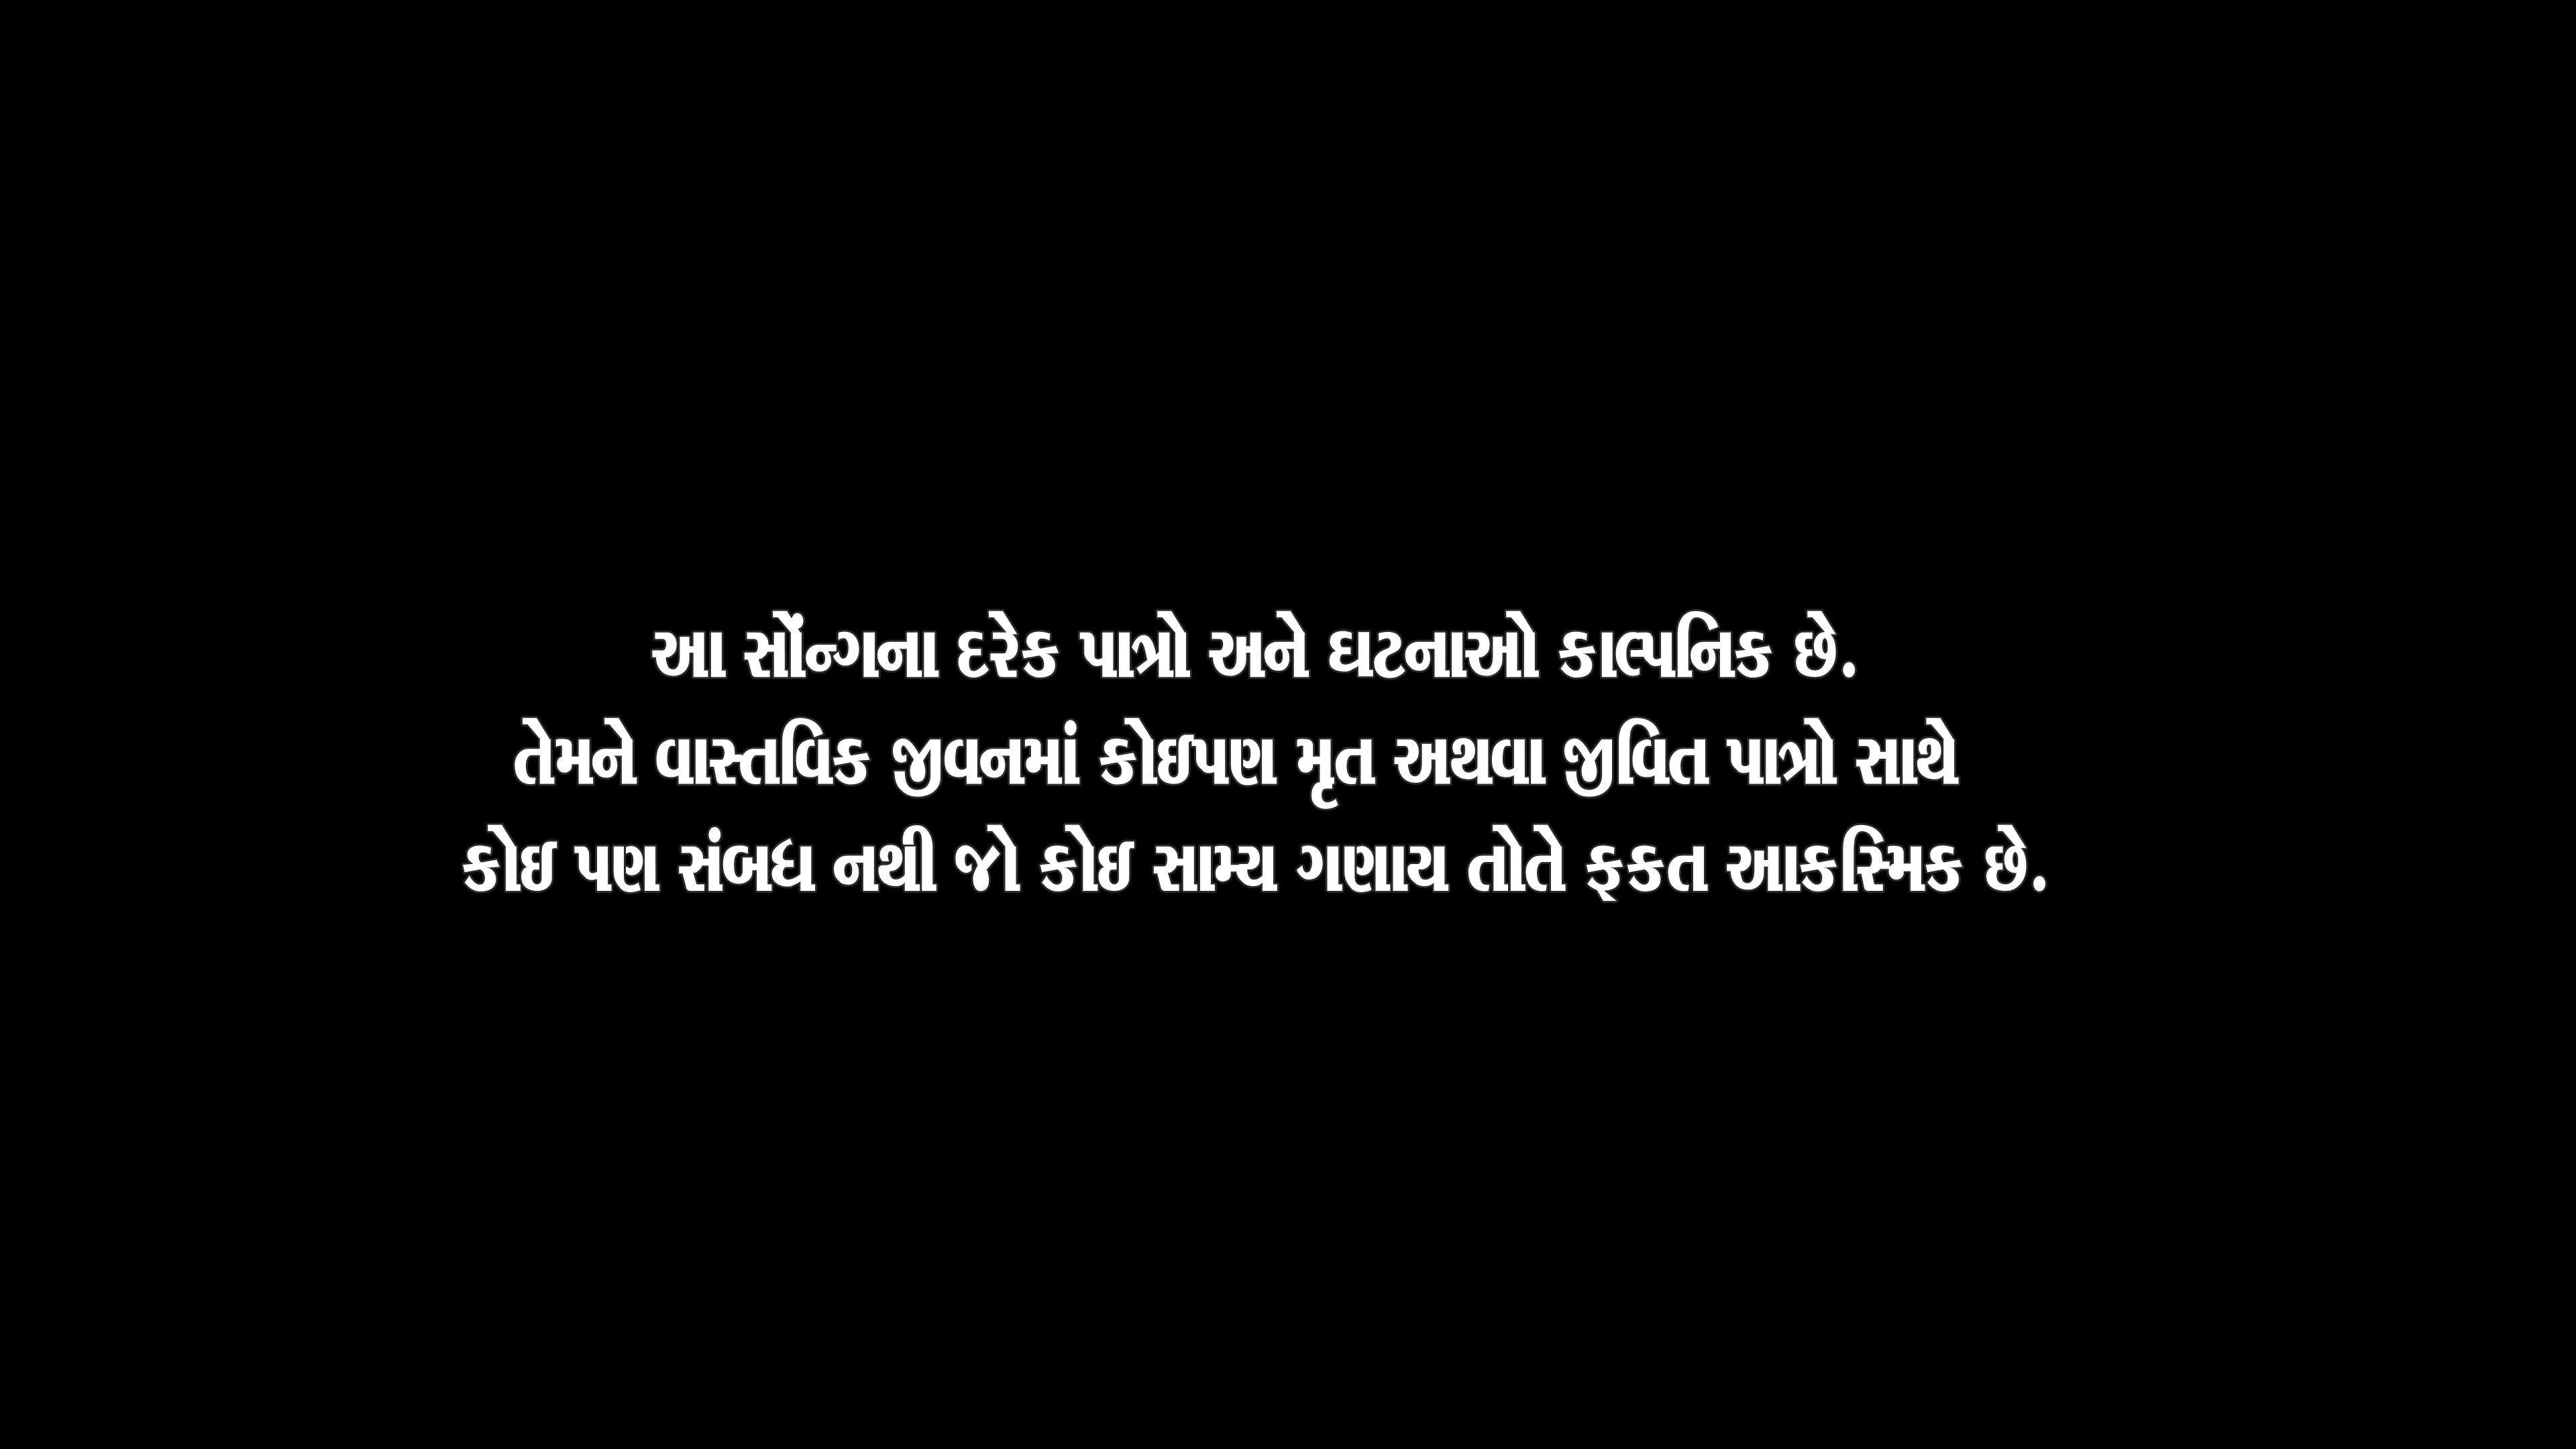 આ સોંન્ગના દરેક પાત્રો અને ઘટનાઓ કાલ્પનિક છે.
તેમને વાસ્તવિક જીવનમાં કોઇપણ મૃત અથવા જીવિત પાત્રો સાથે
કોઇ પણ સંબધ નથી જો કોઇ સામ્ય ગણાય તોતે ફકત આકસ્મિક છે.